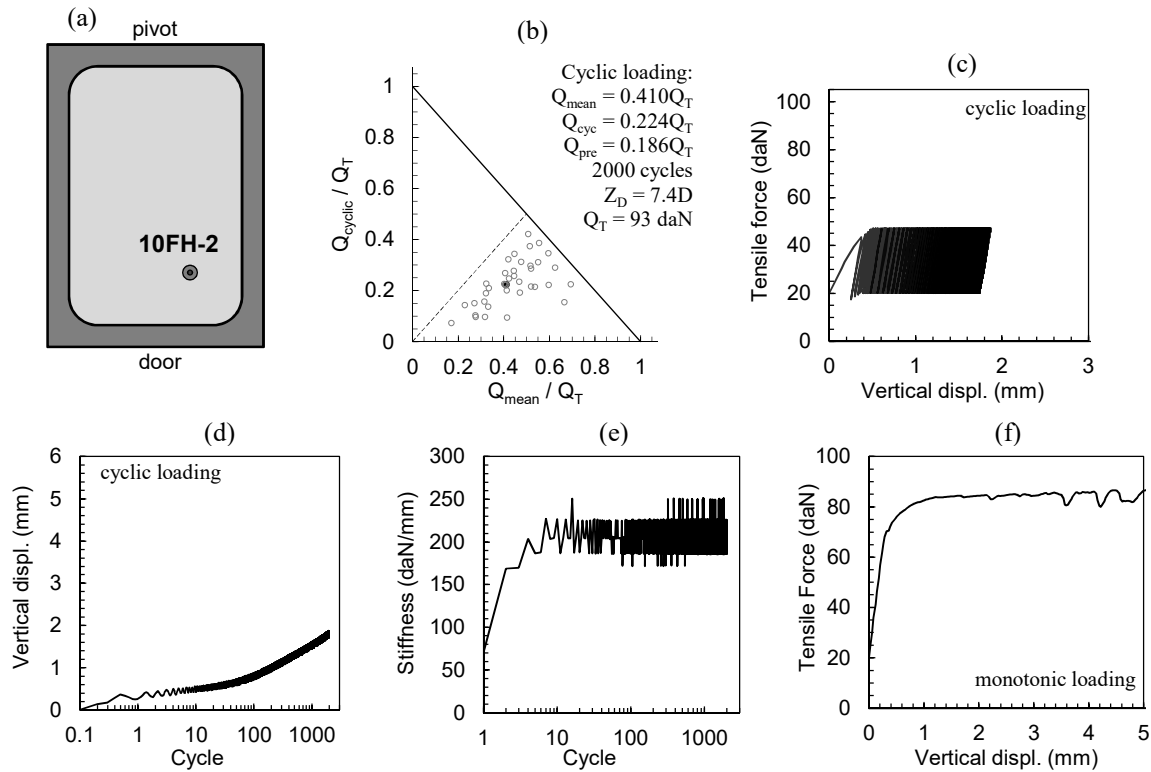 (a)
pivot
10FH-2
door
(b)
Cyclic loading:
Q_mean = 0.410Q_T
Q_cyc = 0.224Q_T
Q_pre = 0.186Q_T
2000 cycles
Z_D = 7.4D
Q_T = 93 daN
Q_cyclic / Q_T
1
0.8
0.6
0.4
0.2
0
0 0.2 0.4 0.6 0.8 1
Q_mean / Q_T
(c)
cyclic loading
Tensile force (daN)
100
80
60
40
20
0
0 1 2 3
Vertical displ. (mm)
(d)
cyclic loading
Vertical displ. (mm)
6
5
4
3
2
1
0
0.1 1 10 100 1000
Cycle
(e)
Stiffness (daN/mm)
300
250
200
150
100
50
0
1 10 100 1000
Cycle
(f)
Tensile Force (daN)
100
80
60
40
20
0
monotonic loading
0 1 2 3 4 5
Vertical displ. (mm)